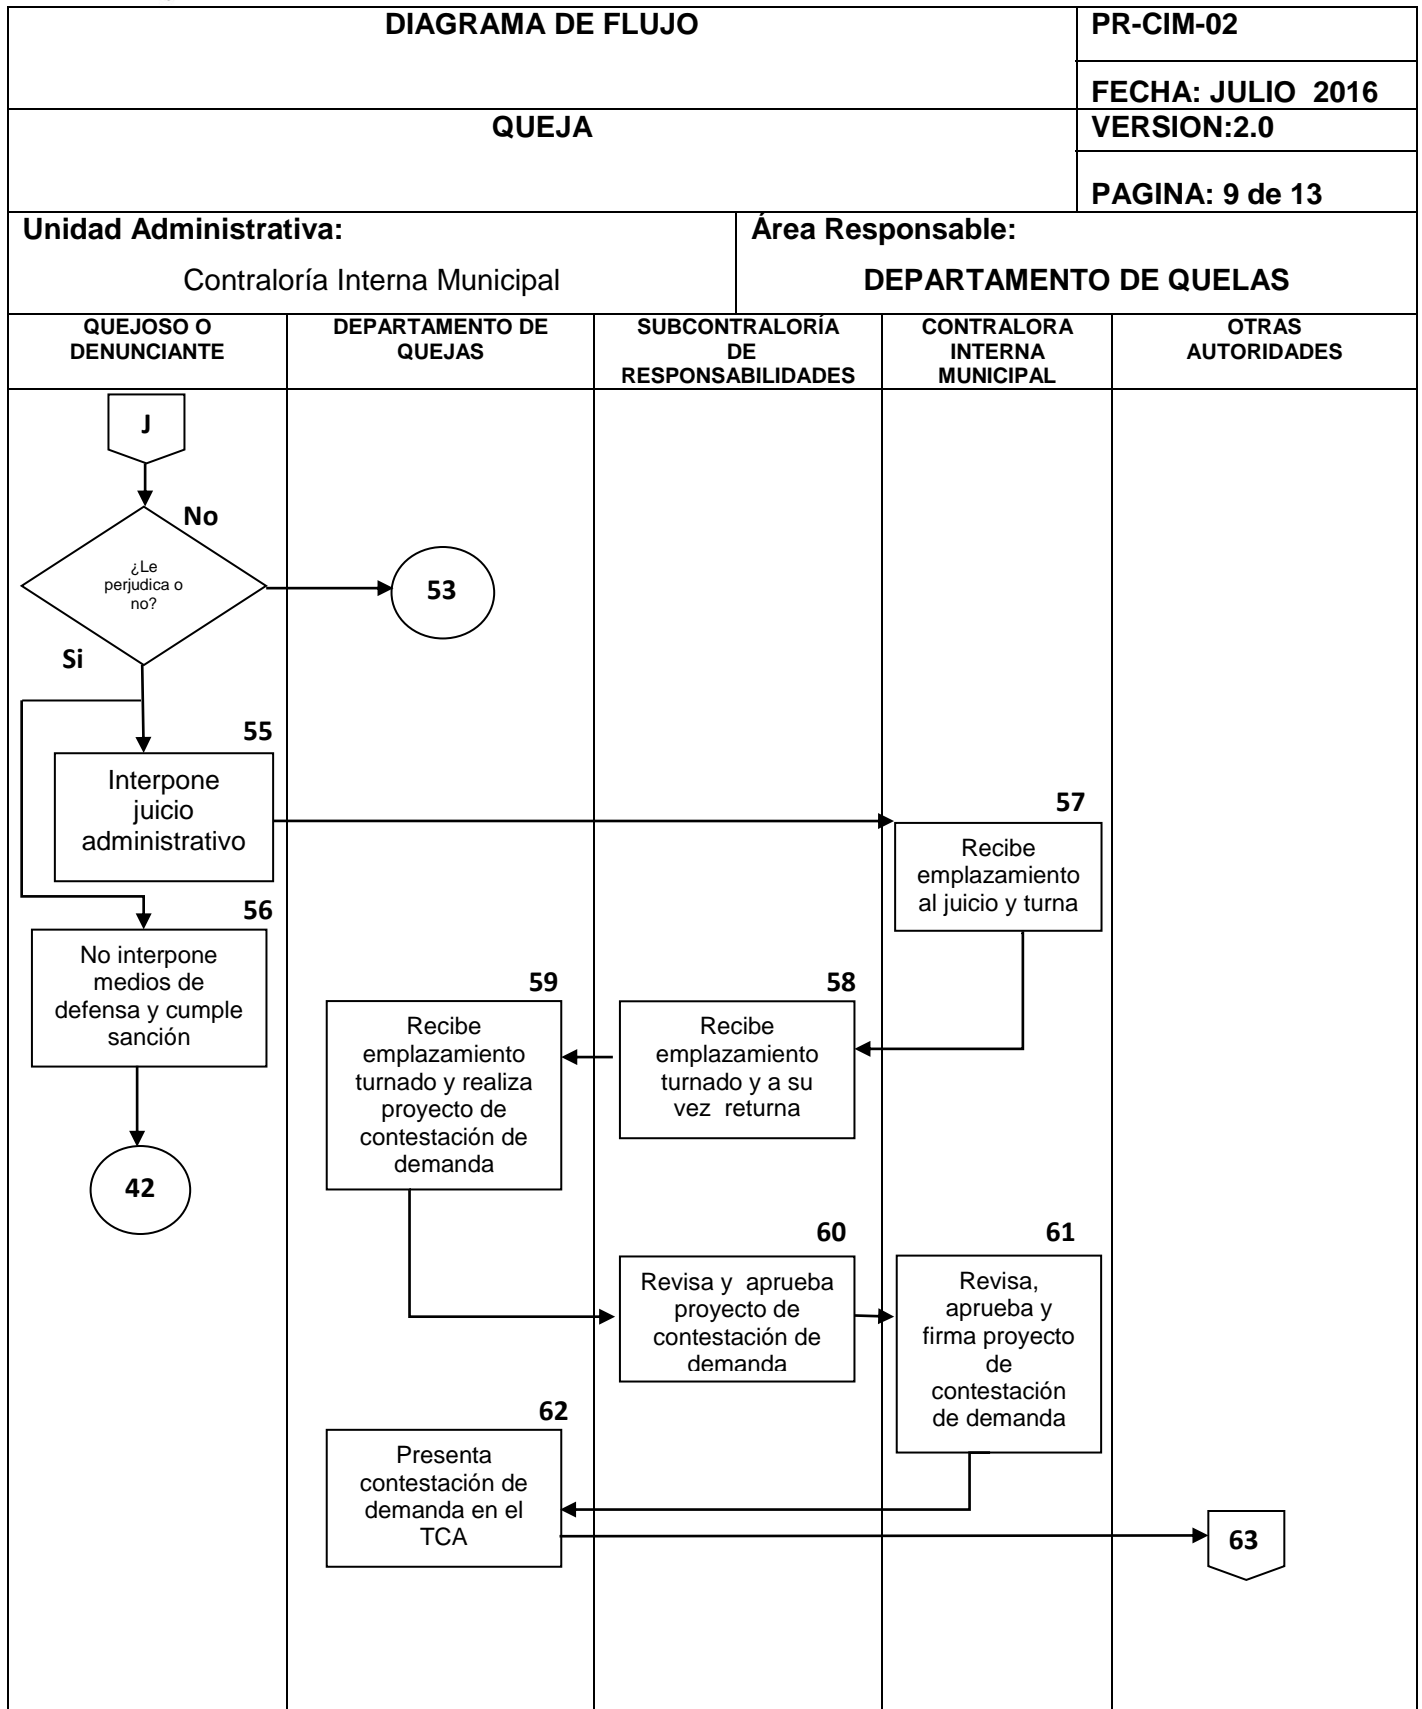 DIAGRAMA DE FLUJO
PR-CIM-02
FECHA: JULIO 2016
QUEJA
VERSION:2.0
PAGINA: 9 de 13
Unidad Administrativa:
Contraloría Interna Municipal
Área Responsable:
DEPARTAMENTO DE QUELAS
QUEJOSO O
DENUNCIANTE
DEPARTAMENTO DE
QUEJAS
SUBCONTRALORÍA
DE
RESPONSABILIDADES
CONTRALORA
INTERNA
MUNICIPAL
OTRAS
AUTORIDADES
J
No
¿Le
perjudica o
no?
53
Si
55
Interpone
juicio
administrativo
57
Recibe
emplazamiento
al juicio y turna
56
No interpone
medios de
defensa y cumple
sanción
59
Recibe
emplazamiento
turnado y realiza
proyecto de
contestación de
demanda
58
Recibe
emplazamiento
turnado y a su
vez returna
42
60
Revisa y aprueba
proyecto de
contestación de
demanda
61
Revisa,
aprueba y
firma proyecto
de
contestación
de demanda
62
Presenta
contestación de
demanda en el
TCA
63